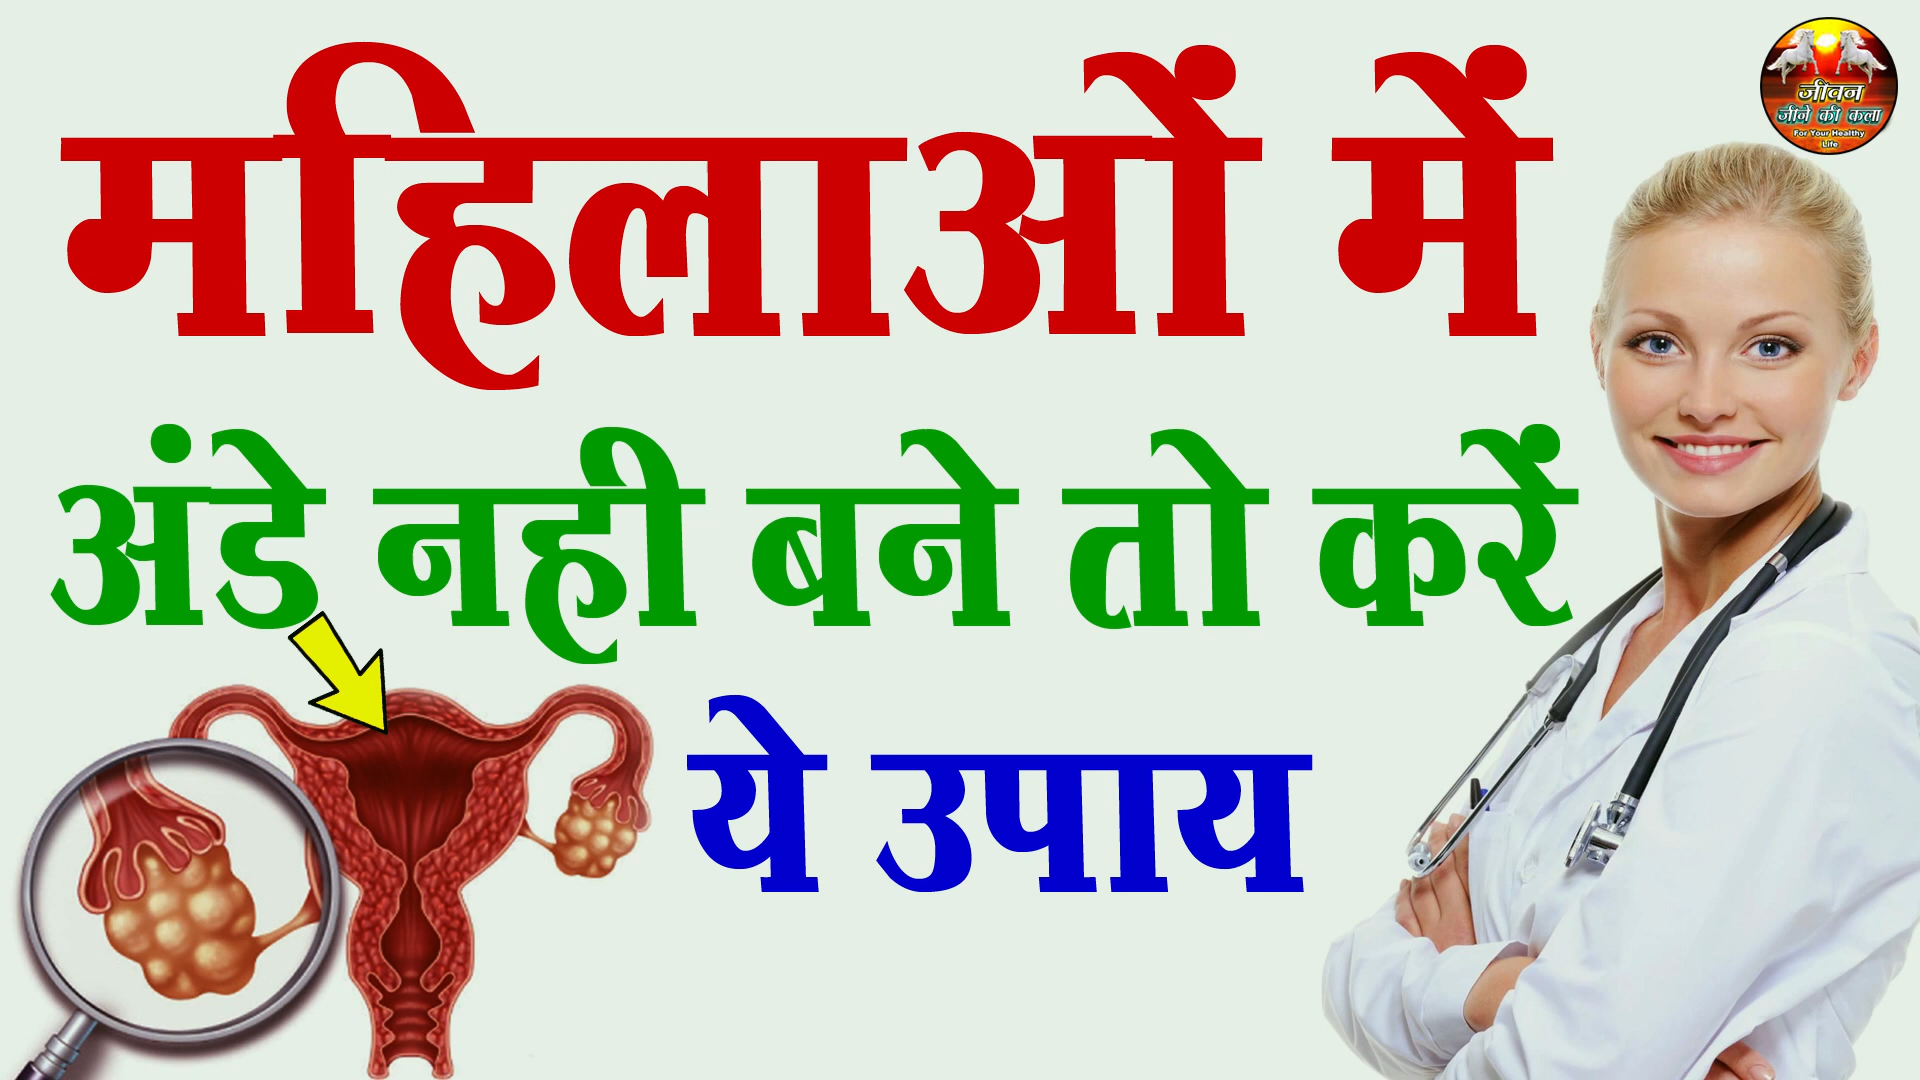 महिलाओं में
अंडे नही बने तो करें
ये उपाय
जीवन
जीने की कला
For Your Healthy
Life